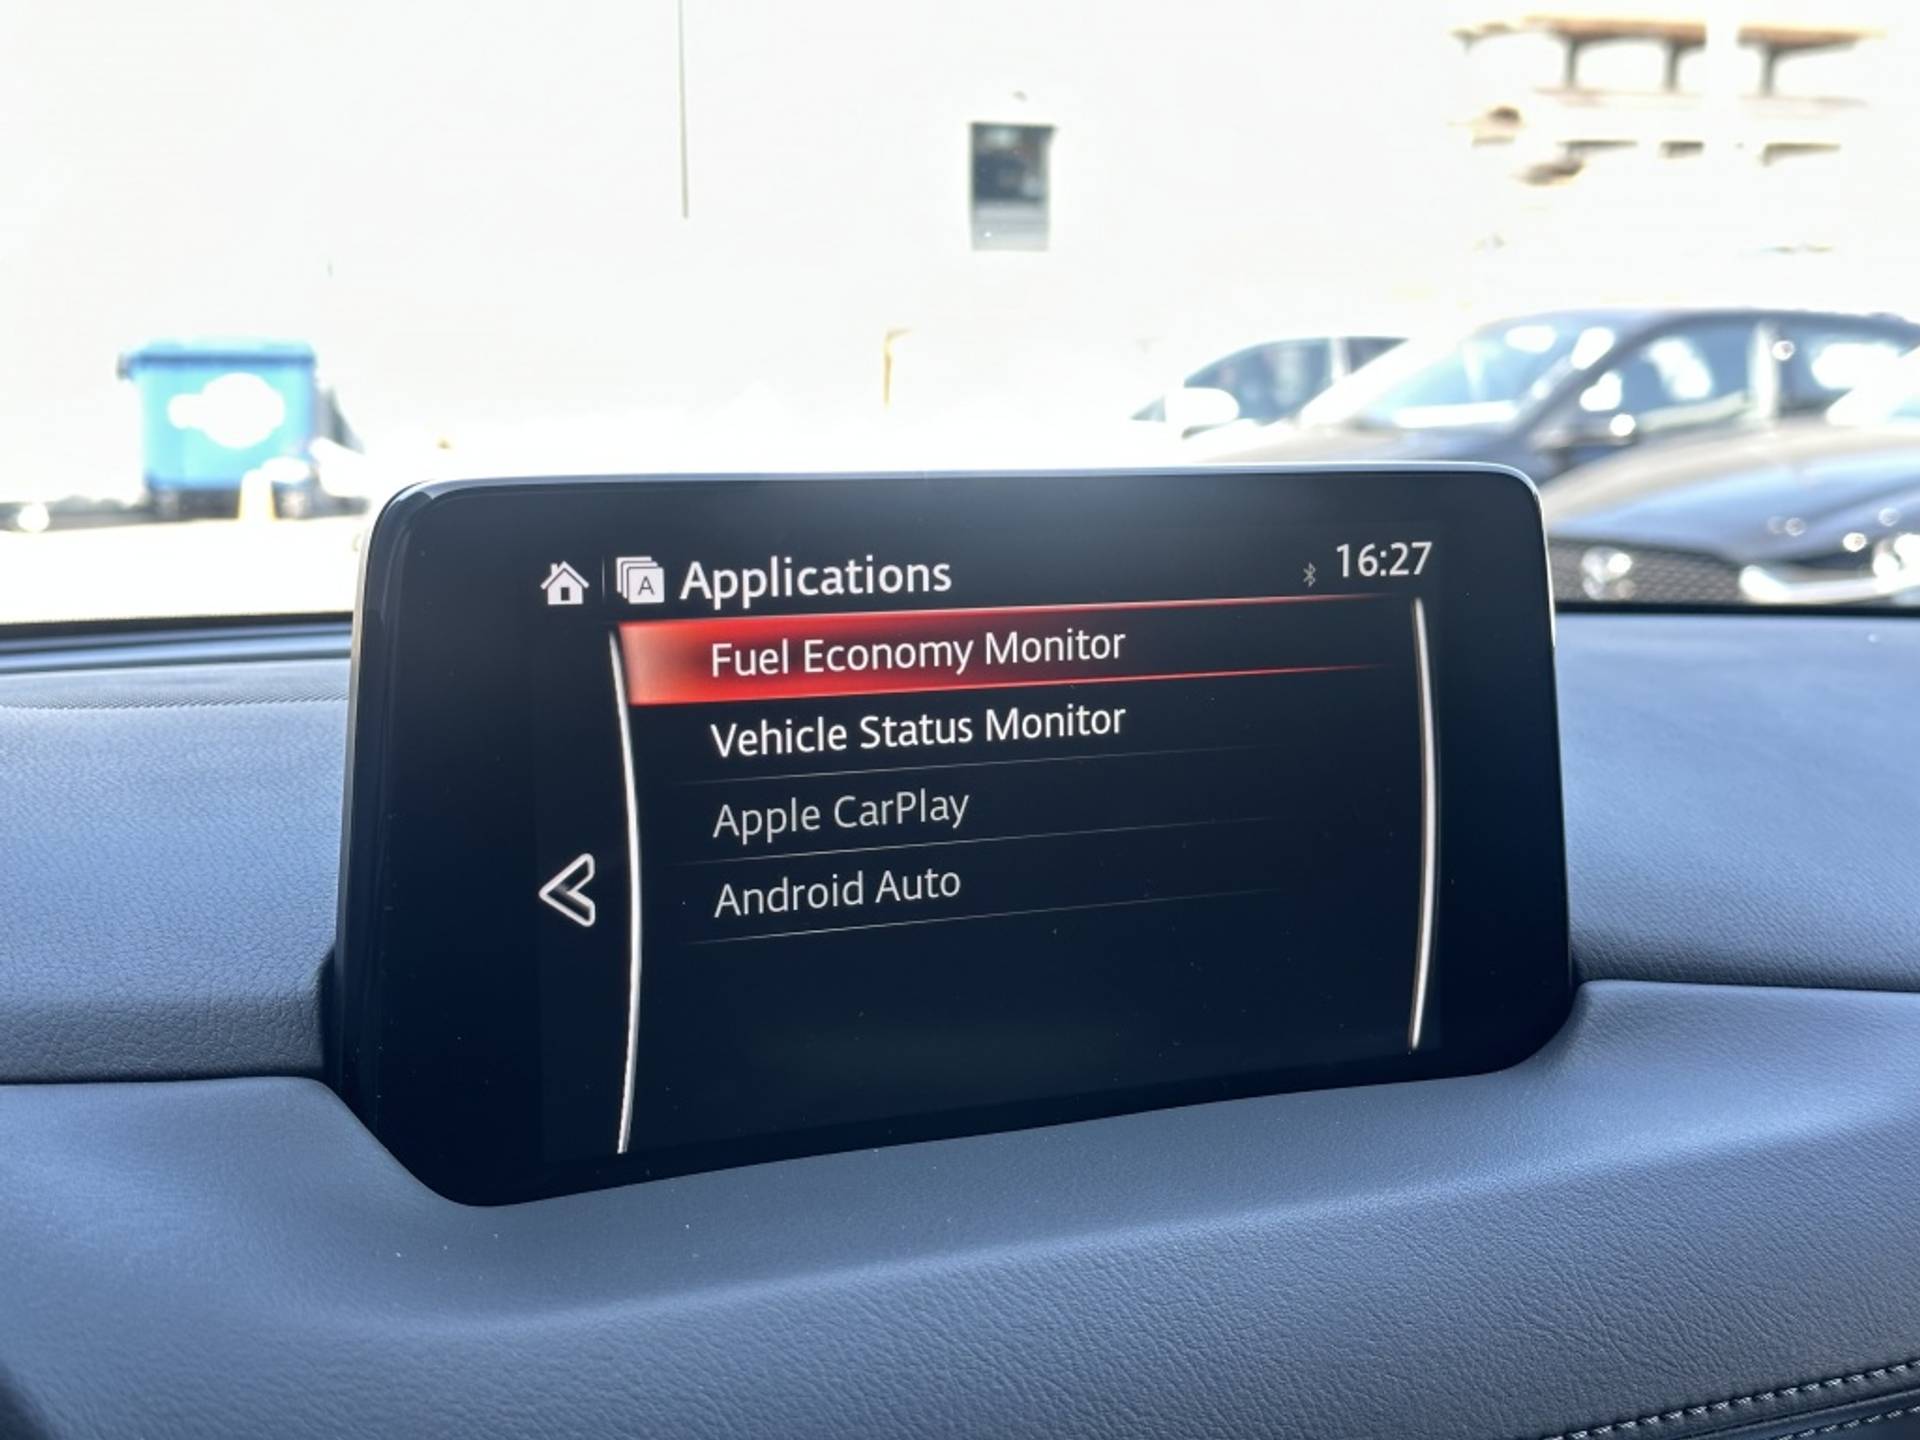 A Applications 16:27
Fuel Economy Monitor
Vehicle Status Monitor
Apple CarPlay
Android Auto